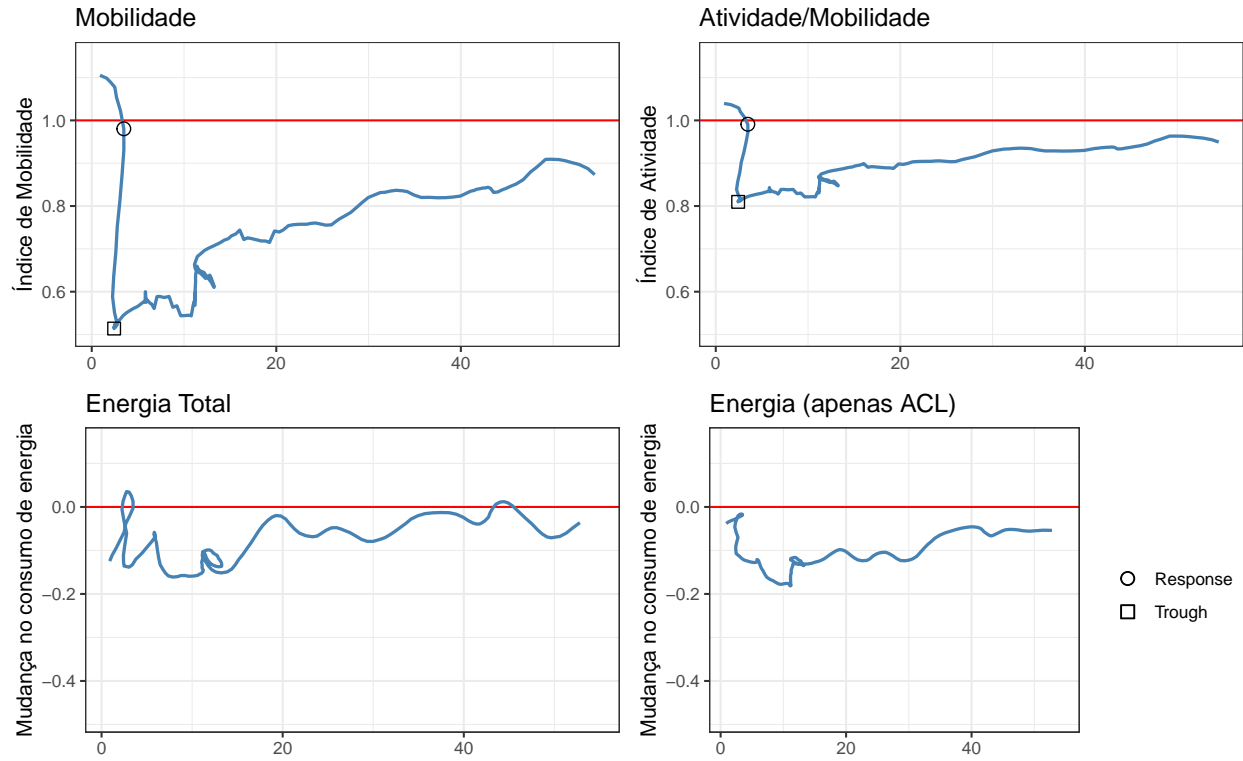 Mobilidade
Índice de Mobilidade
1.0
0.8
0.6
0
20
40
Atividade/Mobilidade
Índice de Atividade
1.0
0.8
0.6
0
20
40
Energia Total
Mudança no consumo de energia
0.0
−0.2
−0.4
0
20
40
Energia (apenas ACL)
Mudança no consumo de energia
0.0
−0.2
−0.4
0
20
40
Response
Trough